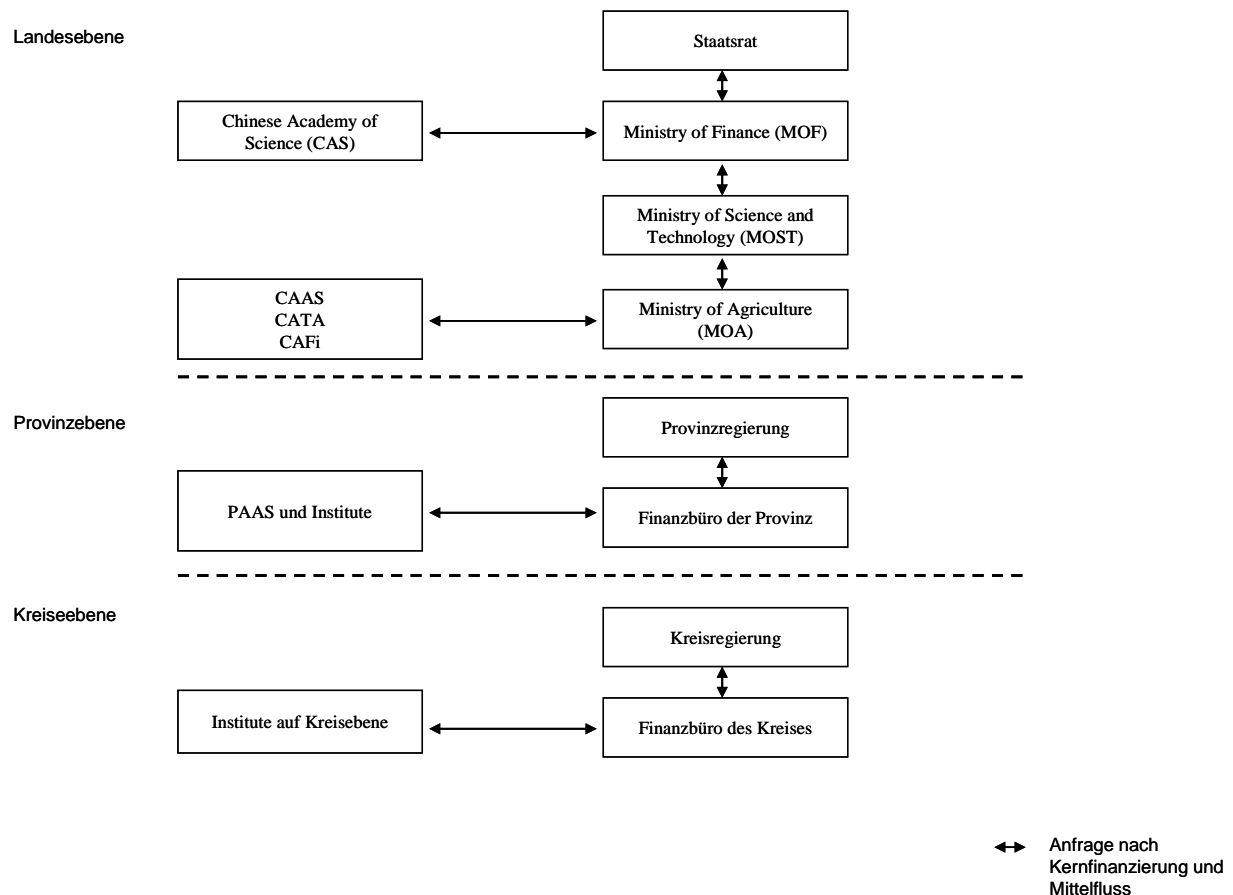 Landesebene
Staatsrat
Chinese Academy of
Science (CAS)
Ministry of Finance (MOF)
Ministry of Science and
Technology (MOST)
CAAS
CATA
CAFi
Ministry of Agriculture
(MOA)
Provinzebene
Provinzregierung
PAAS und Institute
Finanzbüro der Provinz
Kreiseebene
Kreisregierung
Institute auf Kreisebene
Finanzbüro des Kreises
Anfrage nach
Kernfinanzierung und
Mittelfluss